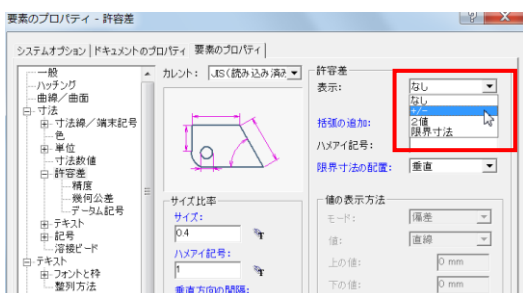 要素のプロパティ - 許容差
システムオプション ドキュメントのプロパティ 要素のプロパティ
一般
ハッチング
曲線/曲面
寸法
寸法線/端末記号
色
単位
寸法数値
許容差
精度
幾何公差
データム記号
テキスト
記号
溶接ビード
テキスト
フォントと枠
整列方法
カレント: JIS(読み込み済み
サイズ比率
サイズ:
0.4
ハメアイ記号:
1
垂直方向の間隔:
許容差
表示: なし
なし
+/-
2値
限界寸法
括弧の追加:
ハメアイ記号:
限界寸法の配置: 垂直
値の表示方法
モード: 偏差
値: 直線
上の値: 0 mm
下の値: 0 mm